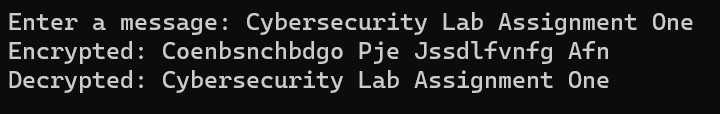 Enter a message: Cybersecurity Lab Assignment One
Encrypted: Coenbsnchbdgo Pje Jssdlfvnfg Afn
Decrypted: Cybersecurity Lab Assignment One